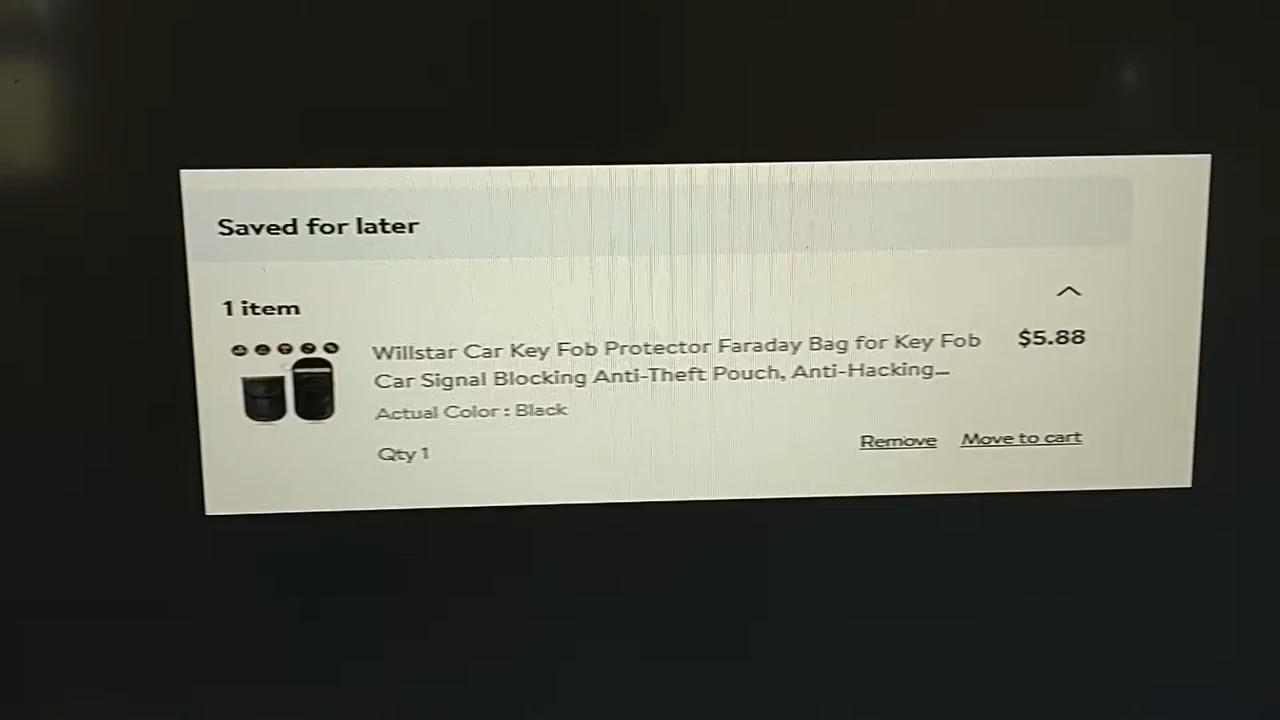 Saved for later
1 item
Willstar Car Key Fob Protector Faraday Bag for Key Fob
$5.88
Car Signal Blocking Anti-Theft Pouch, Anti-Hacking...
Actual Color : Black
Qty 1
Remove
Move to cart